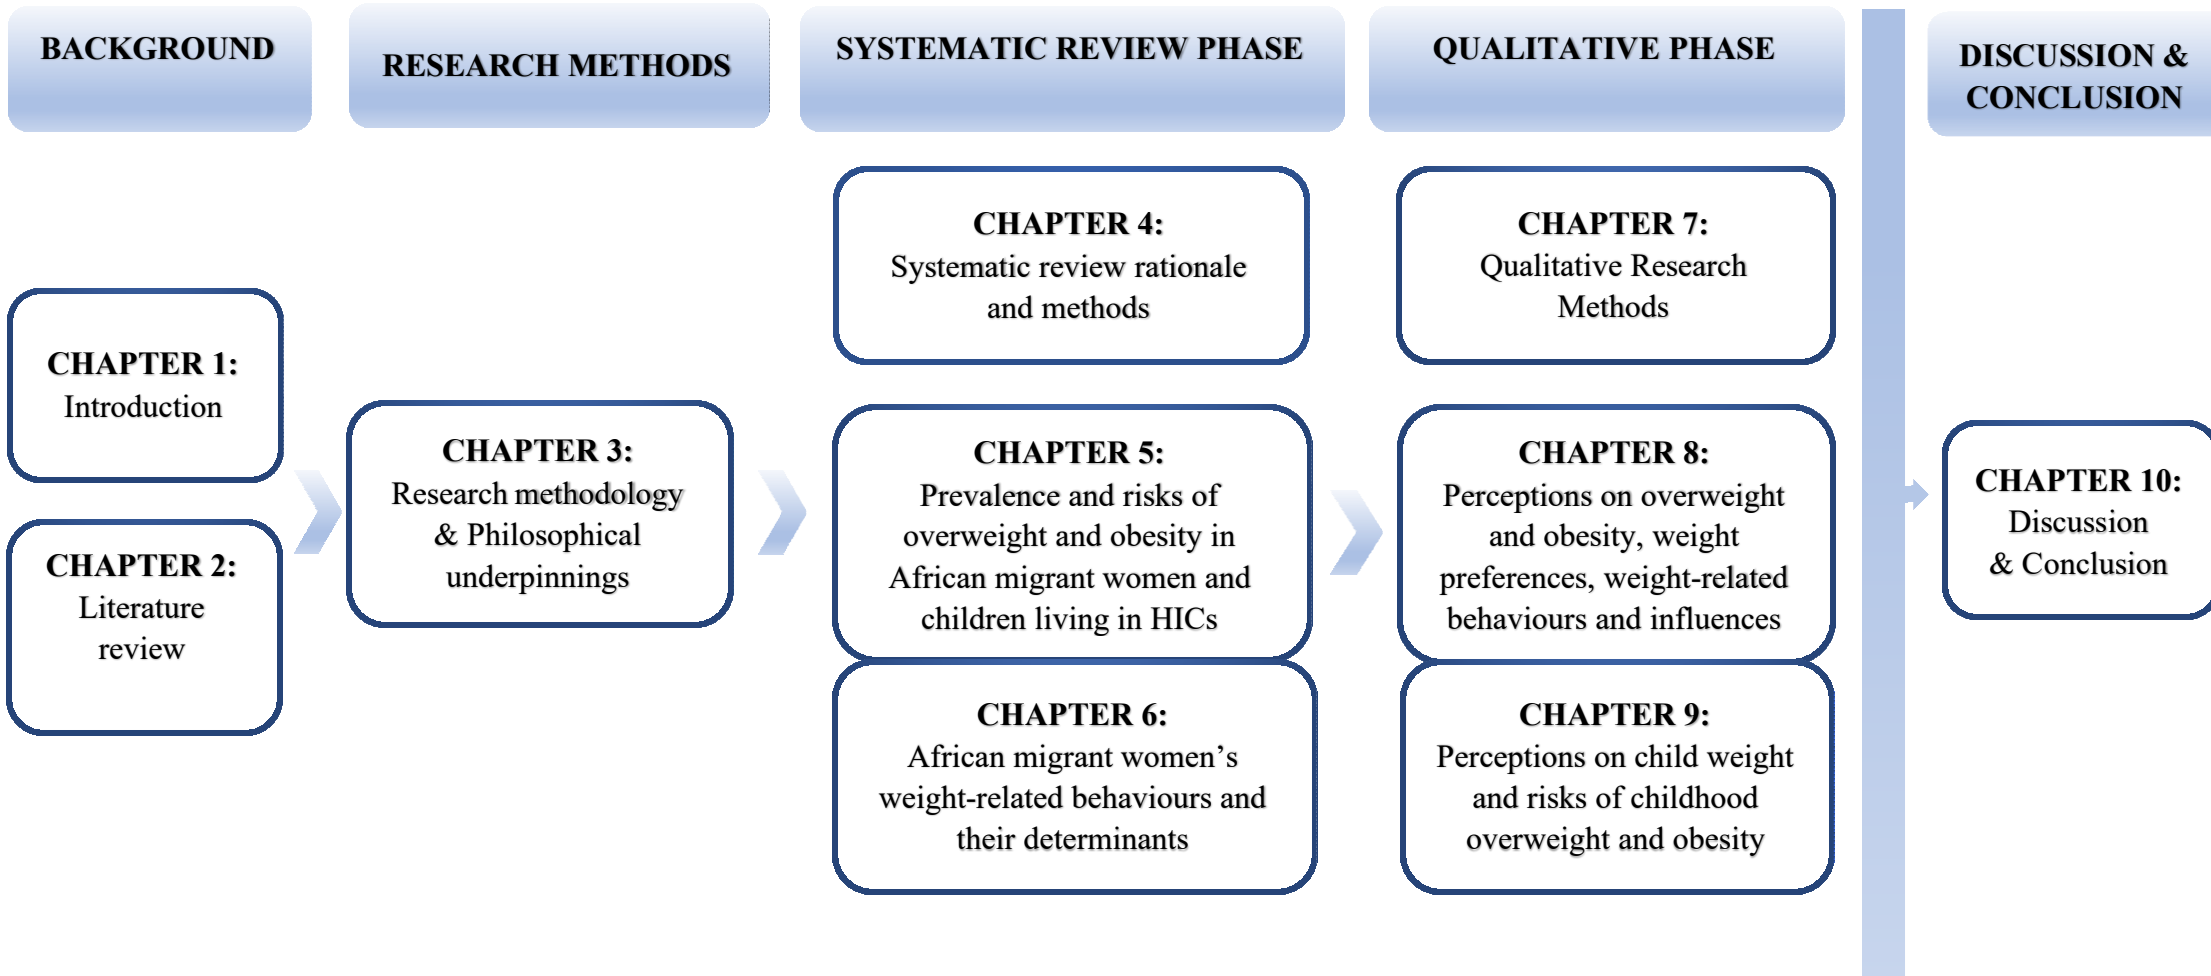 BACKGROUND
RESEARCH METHODS
SYSTEMATIC REVIEW PHASE
QUALITATIVE PHASE
DISCUSSION &
CONCLUSION
CHAPTER 1:
Introduction
CHAPTER 2:
Literature
review
CHAPTER 3:
Research methodology
& Philosophical
underpinnings
CHAPTER 4:
Systematic review rationale
and methods
CHAPTER 5:
Prevalence and risks of
overweight and obesity in
African migrant women and
children living in HICs
CHAPTER 6:
African migrant women’s
weight-related behaviours and
their determinants
CHAPTER 7:
Qualitative Research
Methods
CHAPTER 8:
Perceptions on overweight
and obesity, weight
preferences, weight-related
behaviours and influences
CHAPTER 9:
Perceptions on child weight
and risks of childhood
overweight and obesity
CHAPTER 10:
Discussion
& Conclusion